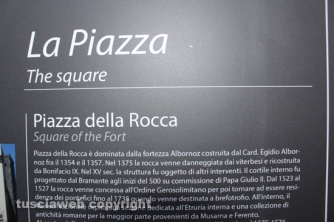 La Piazza
The square
Piazza della Rocca
Square of the Fort
Piazza della Rocca è dominata dalla fortezza Albornoz costruita dal Card. Egidio Albor-
noz fra il 1354 e il 1357. Nel 1375 la rocca venne danneggiata dai viterbesi e ricostruita
da Bonifacio IX. Nel XV sec. la struttura fu oggetto di altri interventi. Il cortile interno fu
progettato dal Bramante agli inizi del 500 su commissione di Papa Giulio II. Dal 1523 al
1527 la rocca venne concessa all'Ordine Gerosolimitano per poi tornare ad essere resi-
denza dei pontefici fino al 1738 quando venne destinata a brefotrofio. All'interno, il
dedicata all'Etruria interna e una collezione di
antichità romane per la maggior parte provenienti da Musarna e Ferento.
tusciaweb copyright